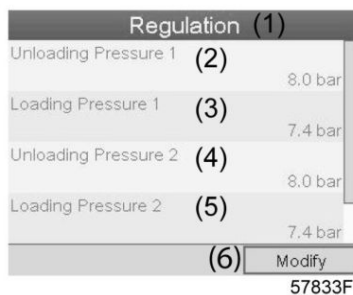 Regulation (1)
Unloading Pressure 1 (2)
8.0 bar
Loading Pressure 1 (3)
7.4 bar
Unloading Pressure 2 (4)
8.0 bar
Loading Pressure 2 (5)
7.4 bar
(6) Modify
57833F